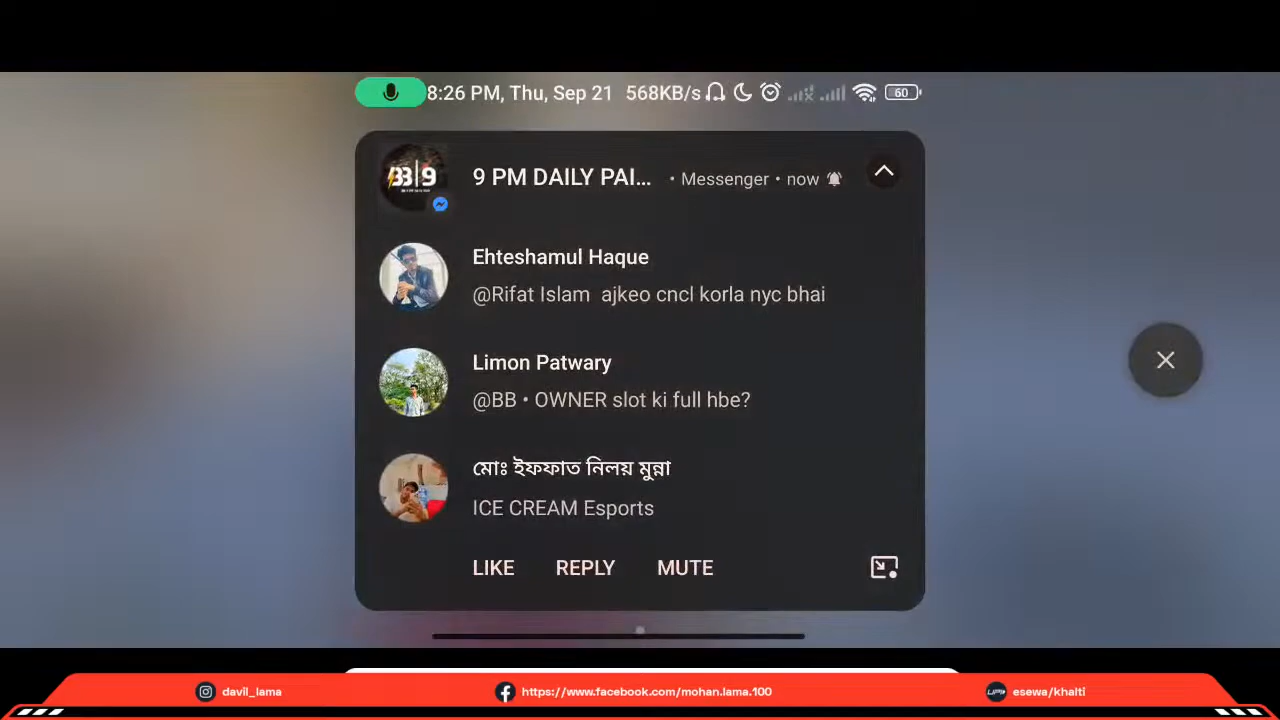 8:26 PM, Thu, Sep 21 568KB/s 60
9 PM DAILY PAI... • Messenger • now
Ehteshamul Haque
@Rifat Islam ajkeo cncl korla nyc bhai
Limon Patwary
@BB • OWNER slot ki full hbe?
মোঃ ইফফাত নিলয় মুন্না
ICE CREAM Esports
LIKE REPLY MUTE
davil_lama https://www.facebook.com/mohan.lama.100 esewa/khalti